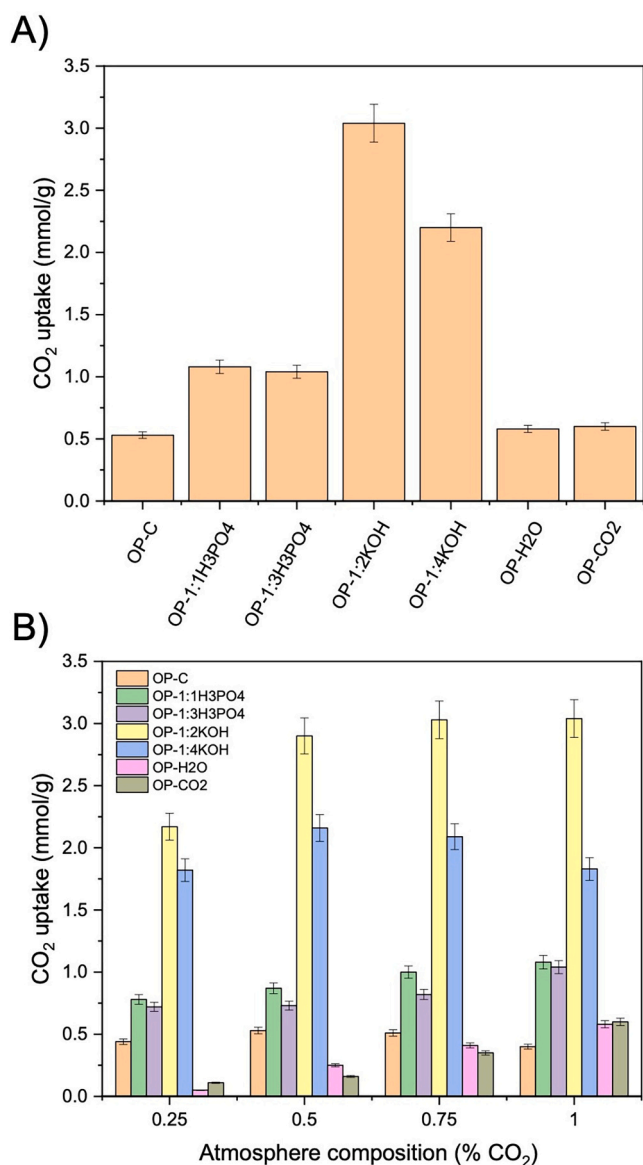 A)
3.5
3.0
2.5
2.0
1.5
1.0
0.5
0.0
CO₂ uptake (mmol/g)
OP-C
OP-1:1H3PO4
OP-1:3H3PO4
OP-1:2KOH
OP-1:4KOH
OP-H2O
OP-CO2
B)
3.5
3.0
2.5
2.0
1.5
1.0
0.5
0.0
CO₂ uptake (mmol/g)
OP-C
OP-1:1H3PO4
OP-1:3H3PO4
OP-1:2KOH
OP-1:4KOH
OP-H2O
OP-CO2
0.25 0.5 0.75 1
Atmosphere composition (% CO₂)